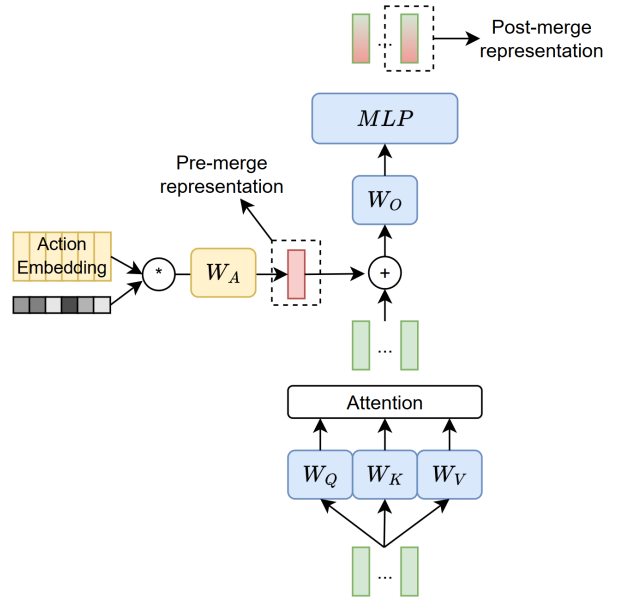 Post-merge
representation
...
MLP
Pre-merge
representation
W_O
Action
Embedding
*
W_A
+
...
Attention
W_Q
W_K
W_V
...